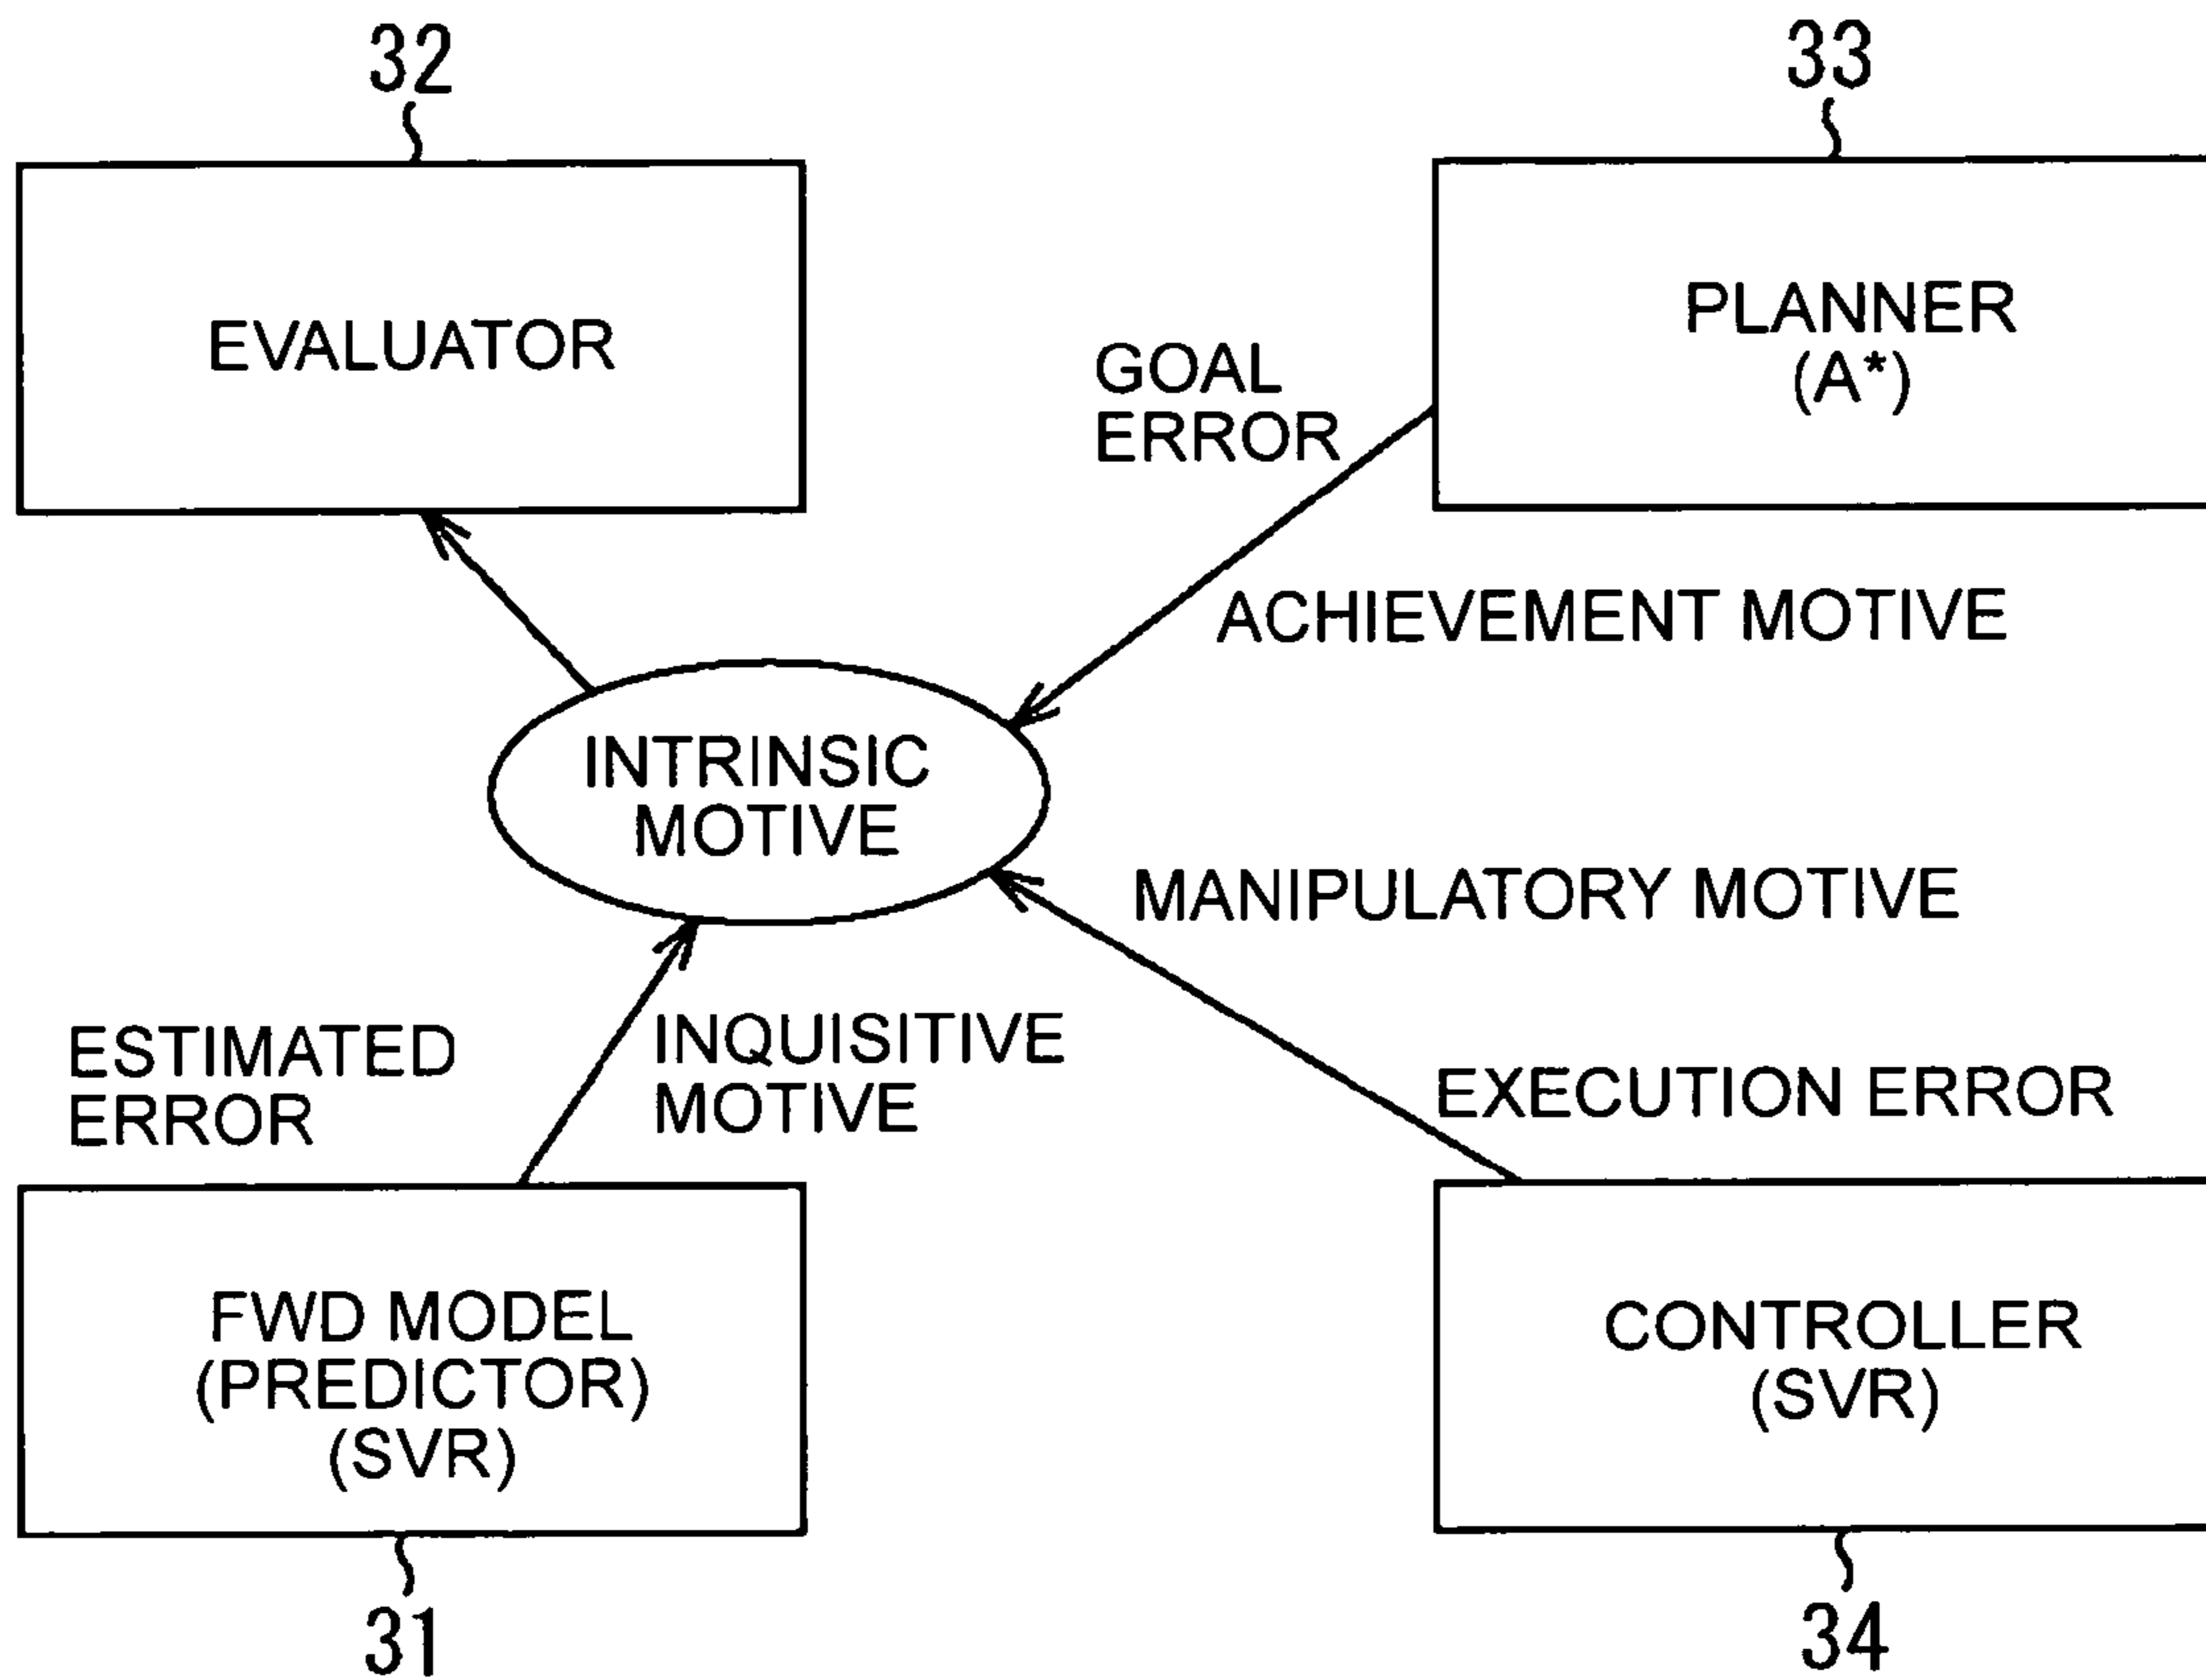 32
33
EVALUATOR
PLANNER
(A*)
GOAL
ERROR
ACHIEVEMENT MOTIVE
INTRINSIC
MOTIVE
MANIPULATORY MOTIVE
ESTIMATED
ERROR
INQUISITIVE
MOTIVE
EXECUTION ERROR
FWD MODEL
(PREDICTOR)
(SVR)
CONTROLLER
(SVR)
31
34